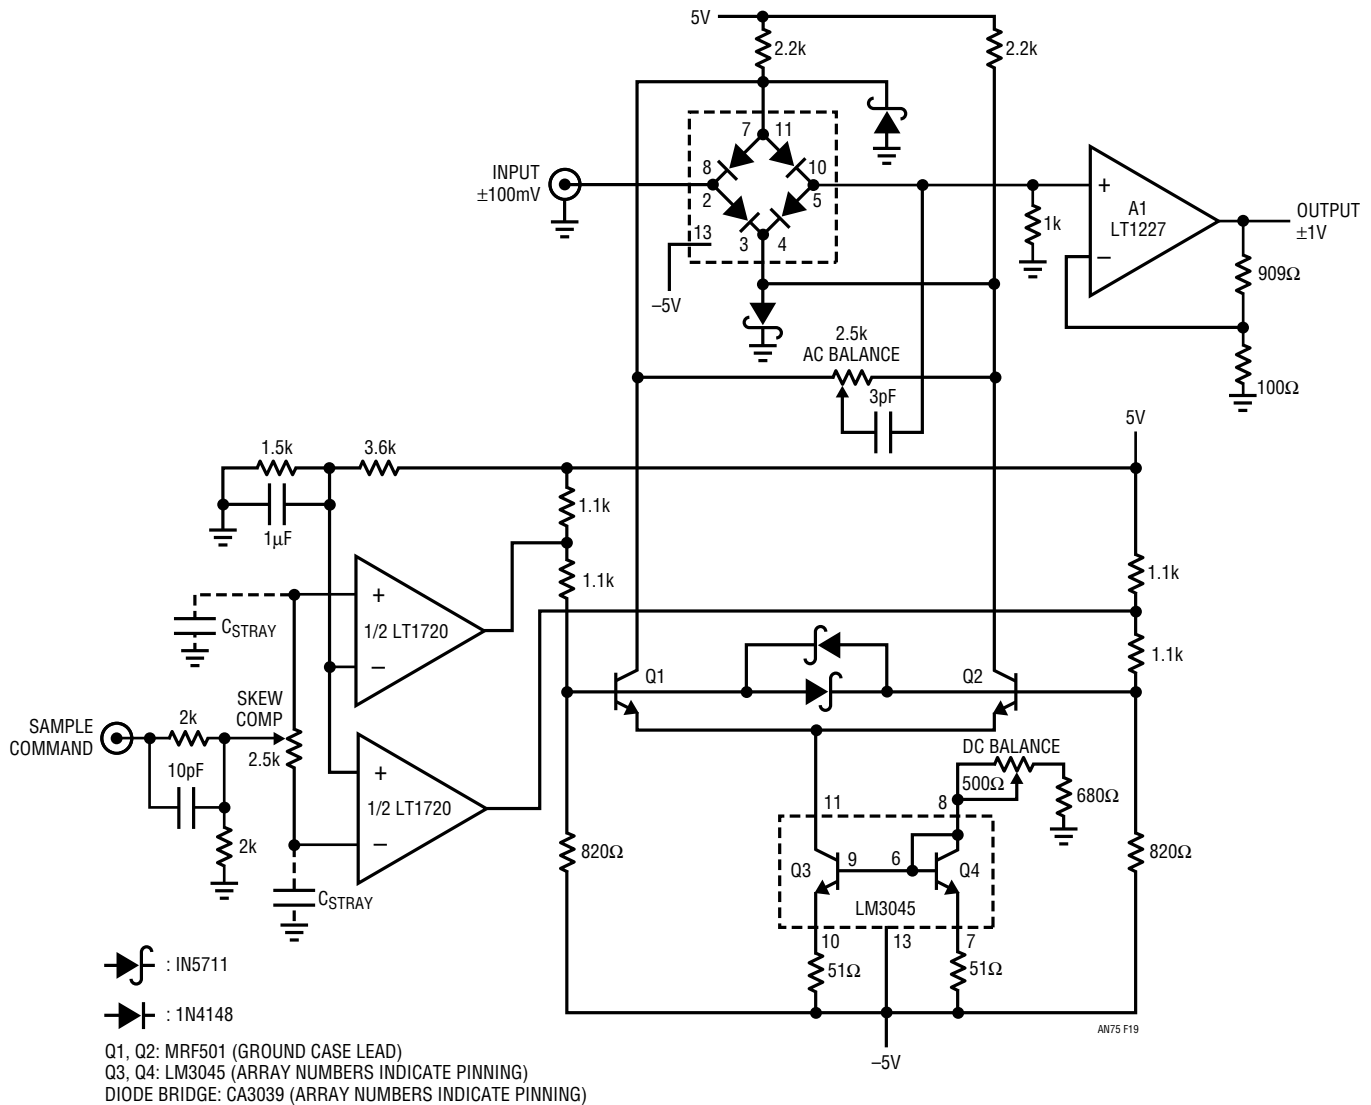 5V
2.2k
2.2k
7
11
8
10
2
5
13
3
4
INPUT
±100mV
–5V
+
–
A1
LT1227
1k
OUTPUT
±1V
909Ω
100Ω
2.5k
AC BALANCE
3pF
5V
1.5k
3.6k
1µF
1.1k
1.1k
1.1k
1.1k
CSTRAY
+
1/2 LT1720
–
Q1
Q2
SAMPLE
COMMAND
2k
SKEW
COMP
2.5k
10pF
2k
+
1/2 LT1720
–
CSTRAY
DC BALANCE
500Ω
680Ω
11
8
820Ω
820Ω
Q3
9
6
Q4
LM3045
10
13
7
51Ω
51Ω
–5V
: IN5711
: 1N4148
AN75 F19
Q1, Q2: MRF501 (GROUND CASE LEAD)
Q3, Q4: LM3045 (ARRAY NUMBERS INDICATE PINNING)
DIODE BRIDGE: CA3039 (ARRAY NUMBERS INDICATE PINNING)